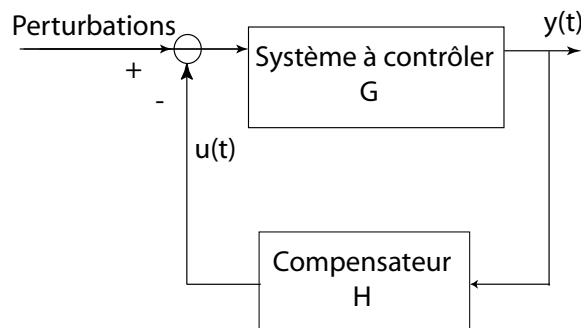 Perturbations
y(t)
+
-
Système à contrôler
G
u(t)
Compensateur
H